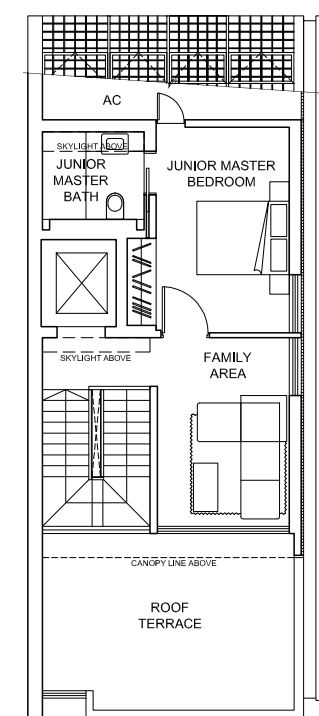 AC
SKYLIGHT ABOVE
JUNIOR
MASTER
BATH
JUNIOR MASTER
BEDROOM
SKYLIGHT ABOVE
FAMILY
AREA
CANOPY LINE ABOVE
ROOF
TERRACE